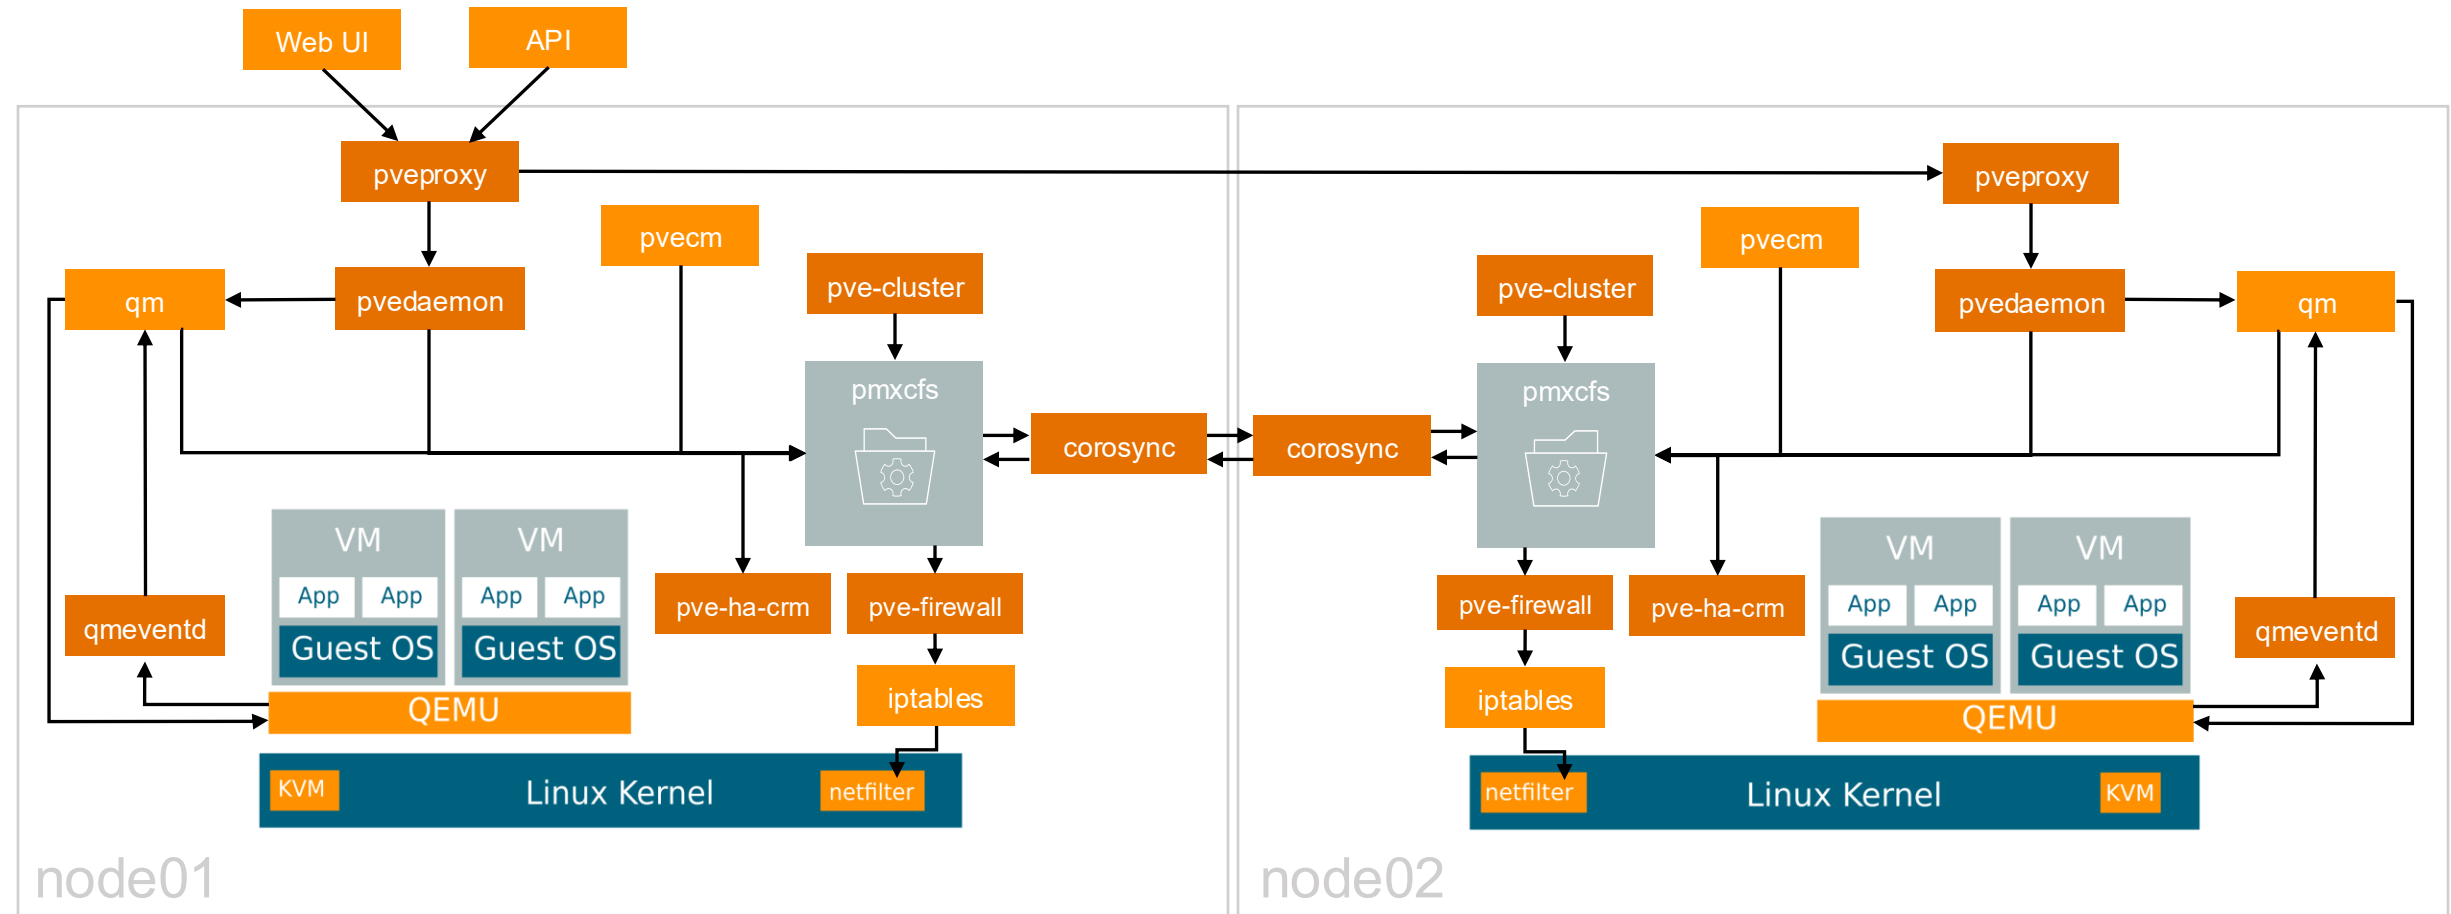 Web UI
API
pveproxy
pvecm
pve-cluster
qm
pvedaemon
pmxcfs
corosync
VM
VM
App
App
App
App
Guest OS
Guest OS
qmeventd
pve-ha-crm
pve-firewall
QEMU
iptables
KVM
Linux Kernel
netfilter
node01
pveproxy
pvecm
pve-cluster
pvedaemon
qm
pmxcfs
corosync
VM
VM
App
App
App
App
Guest OS
Guest OS
pve-firewall
pve-ha-crm
qmeventd
iptables
QEMU
netfilter
Linux Kernel
KVM
node02